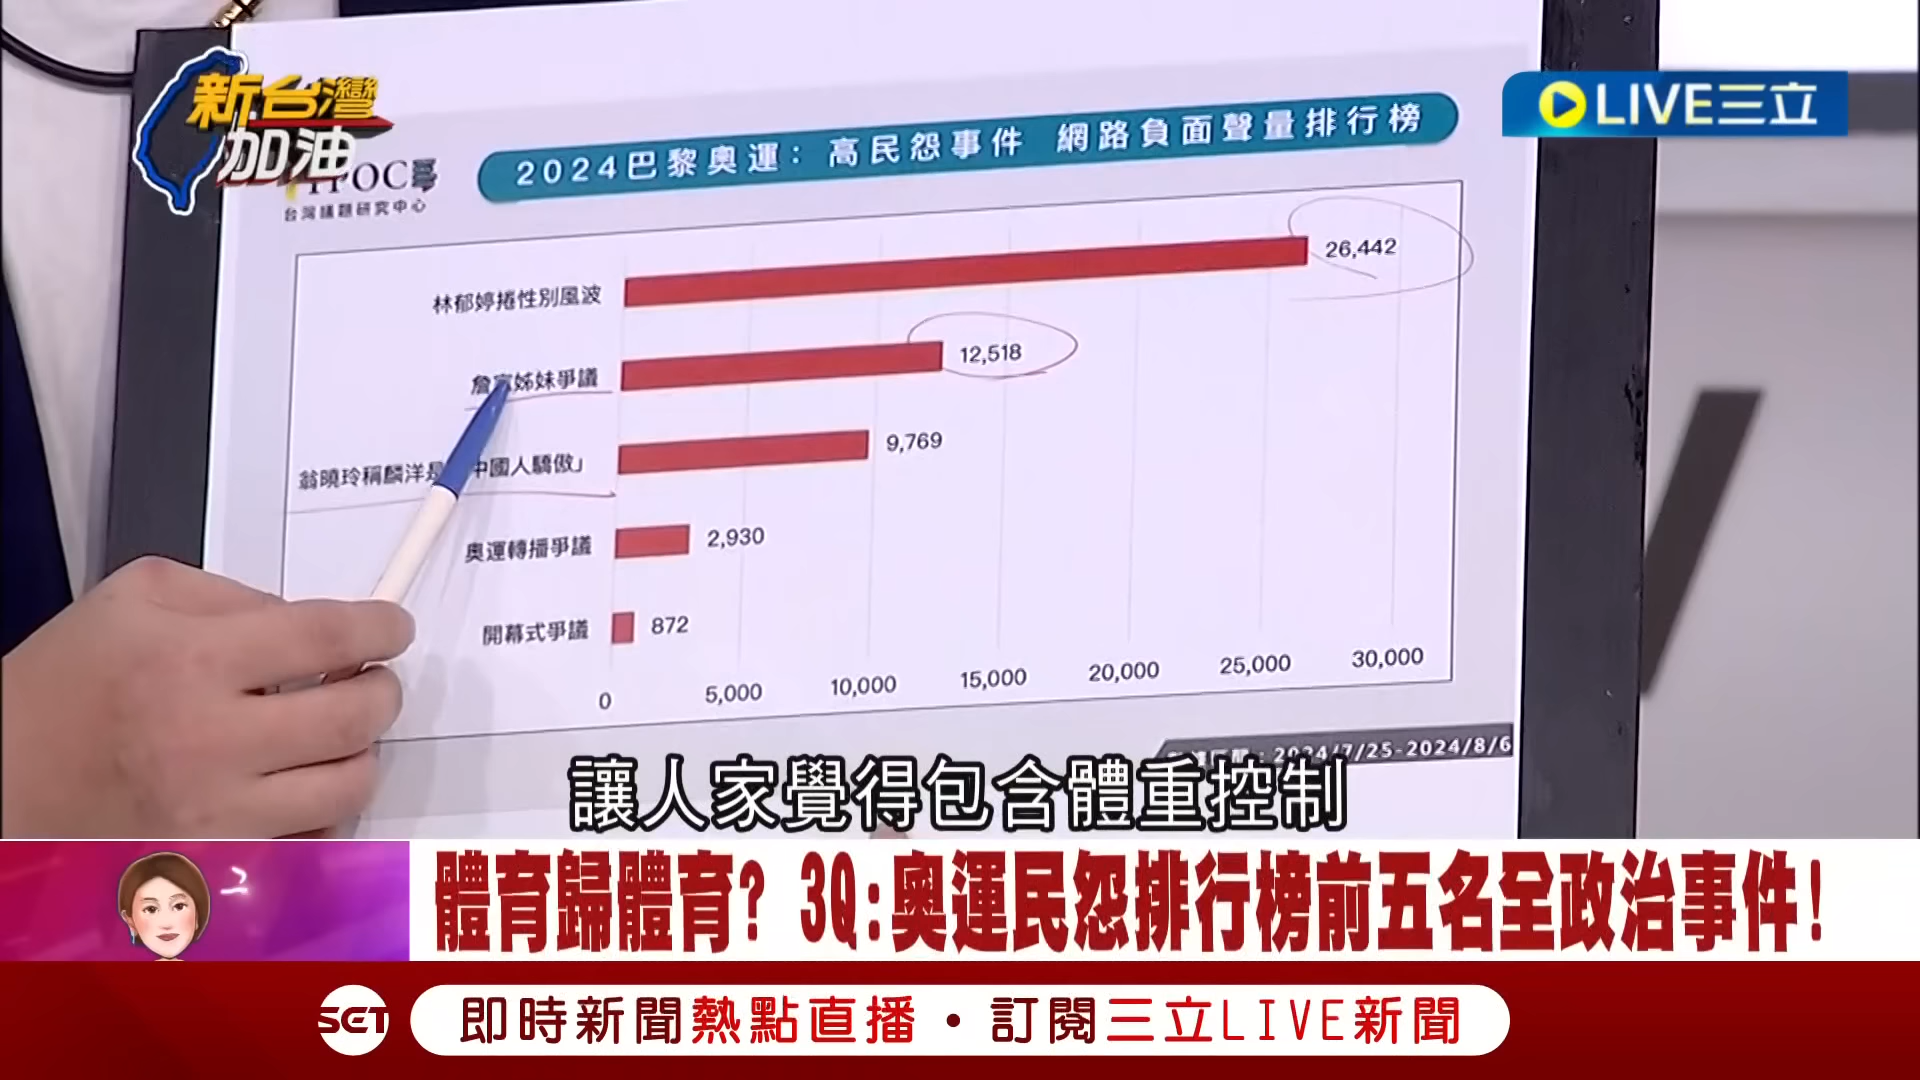 新台灣
加油
LIVE三立
台灣議題研究中心
2024巴黎奧運：高民怨事件 網路負面聲量排行榜
林郁婷捲性別風波 26,442
詹家姊妹爭議 12,518
翁曉玲稱麟洋是 中國人驕傲」 9,769
奧運轉播爭議 2,930
開幕式爭議 872
0 5,000 10,000 15,000 20,000 25,000 30,000
2024/7/25-2024/8/6
讓人家覺得包含體重控制
體育歸體育? 3Q:奧運民怨排行榜前五名全政治事件!
SET 即時新聞熱點直播・訂閱三立LIVE新聞